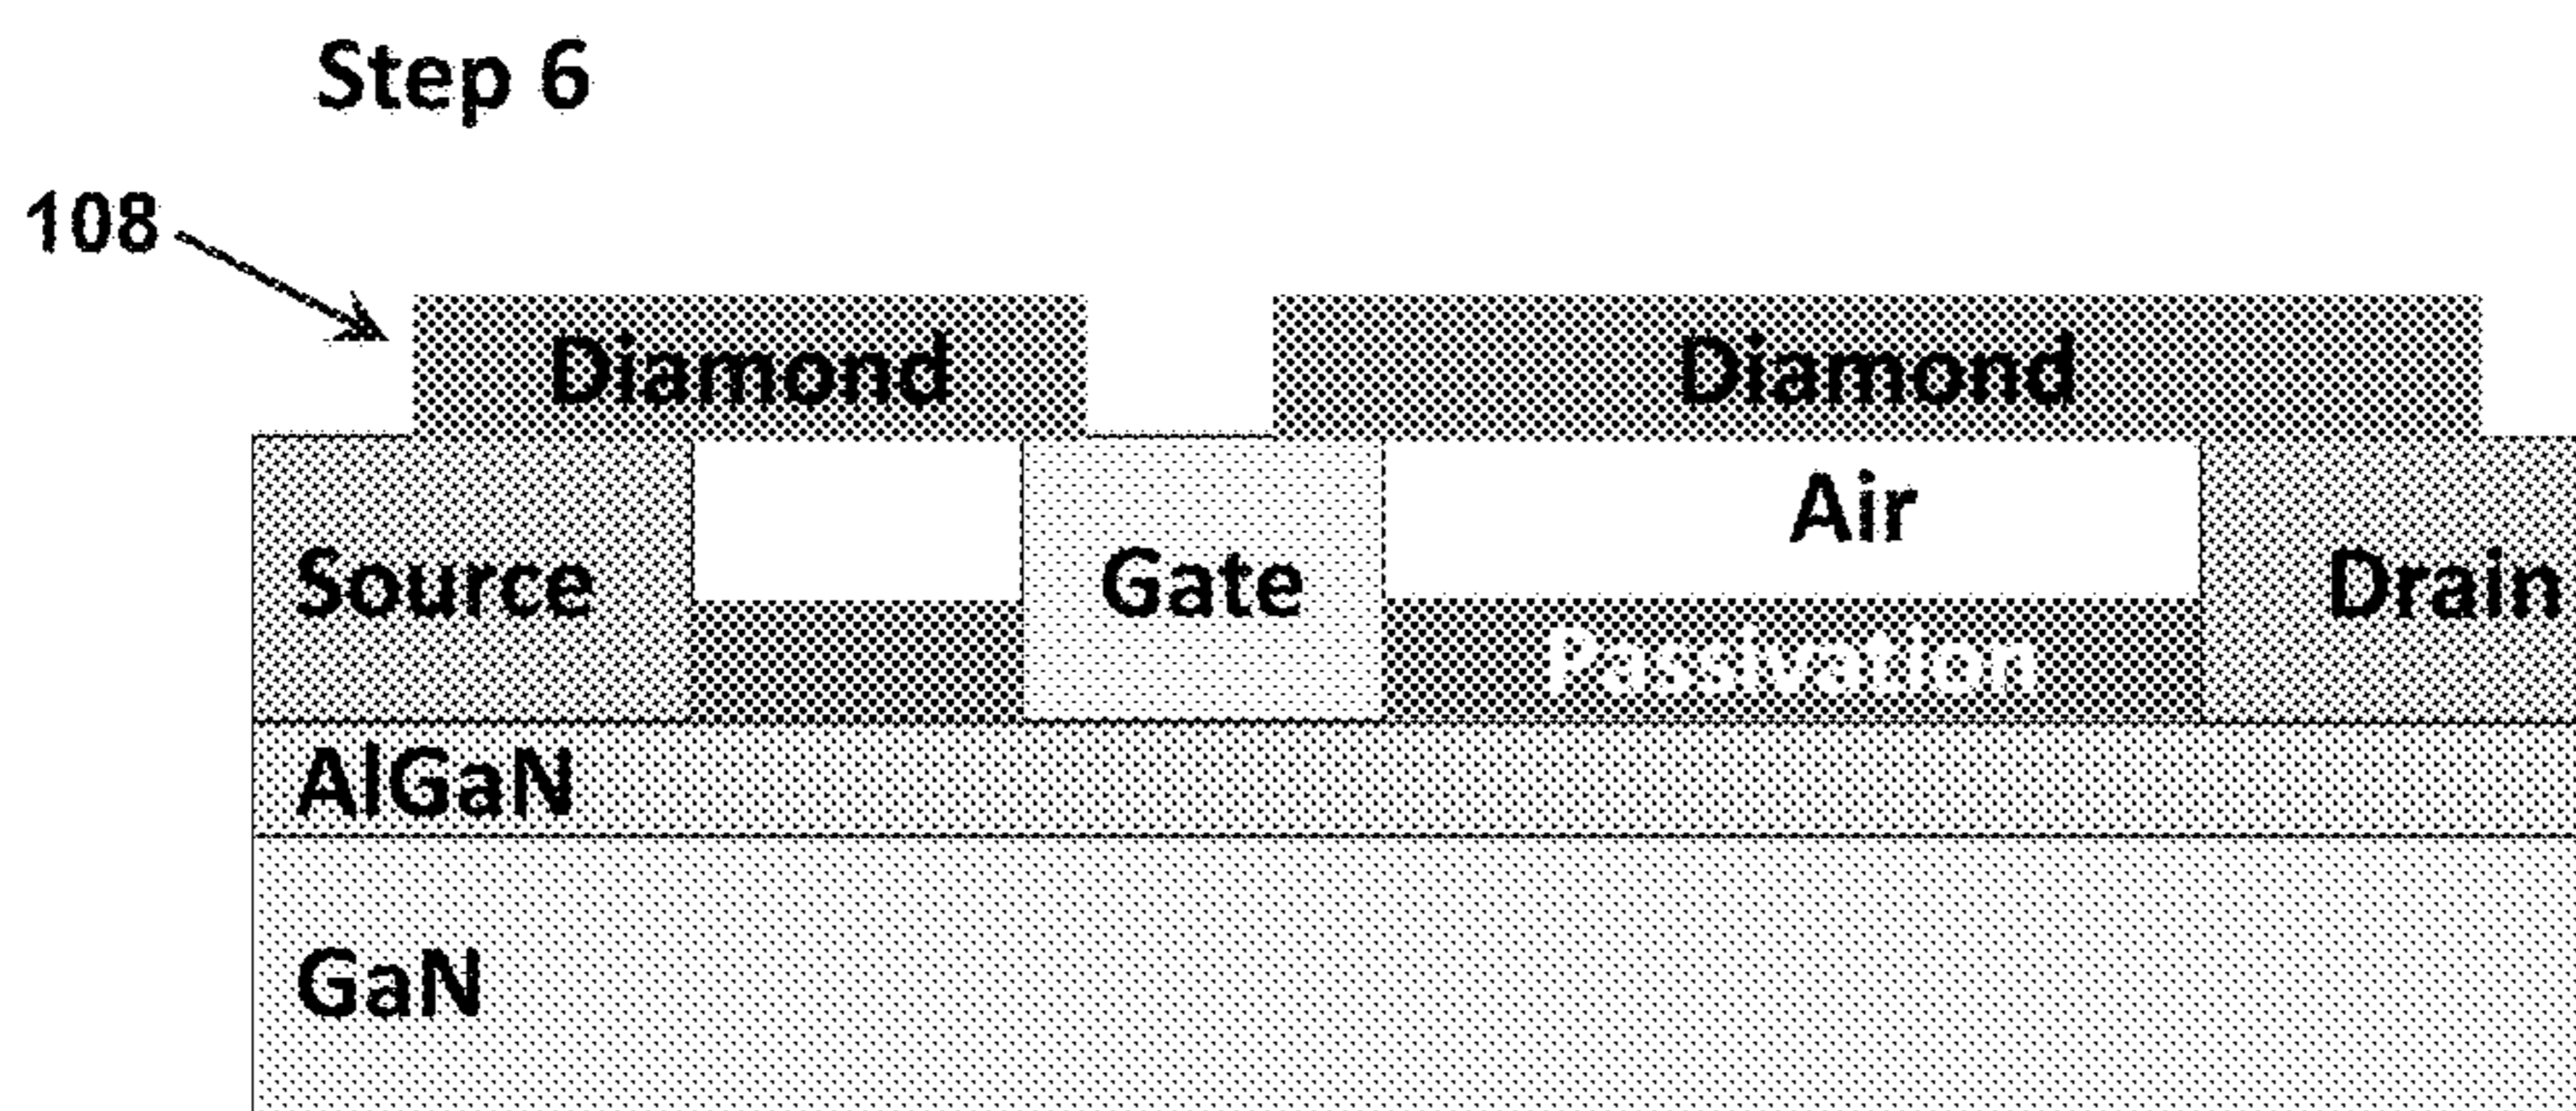 Step 6
108
Diamond Diamond
Air
Source Gate Drain
Passivation
AlGaN
GaN